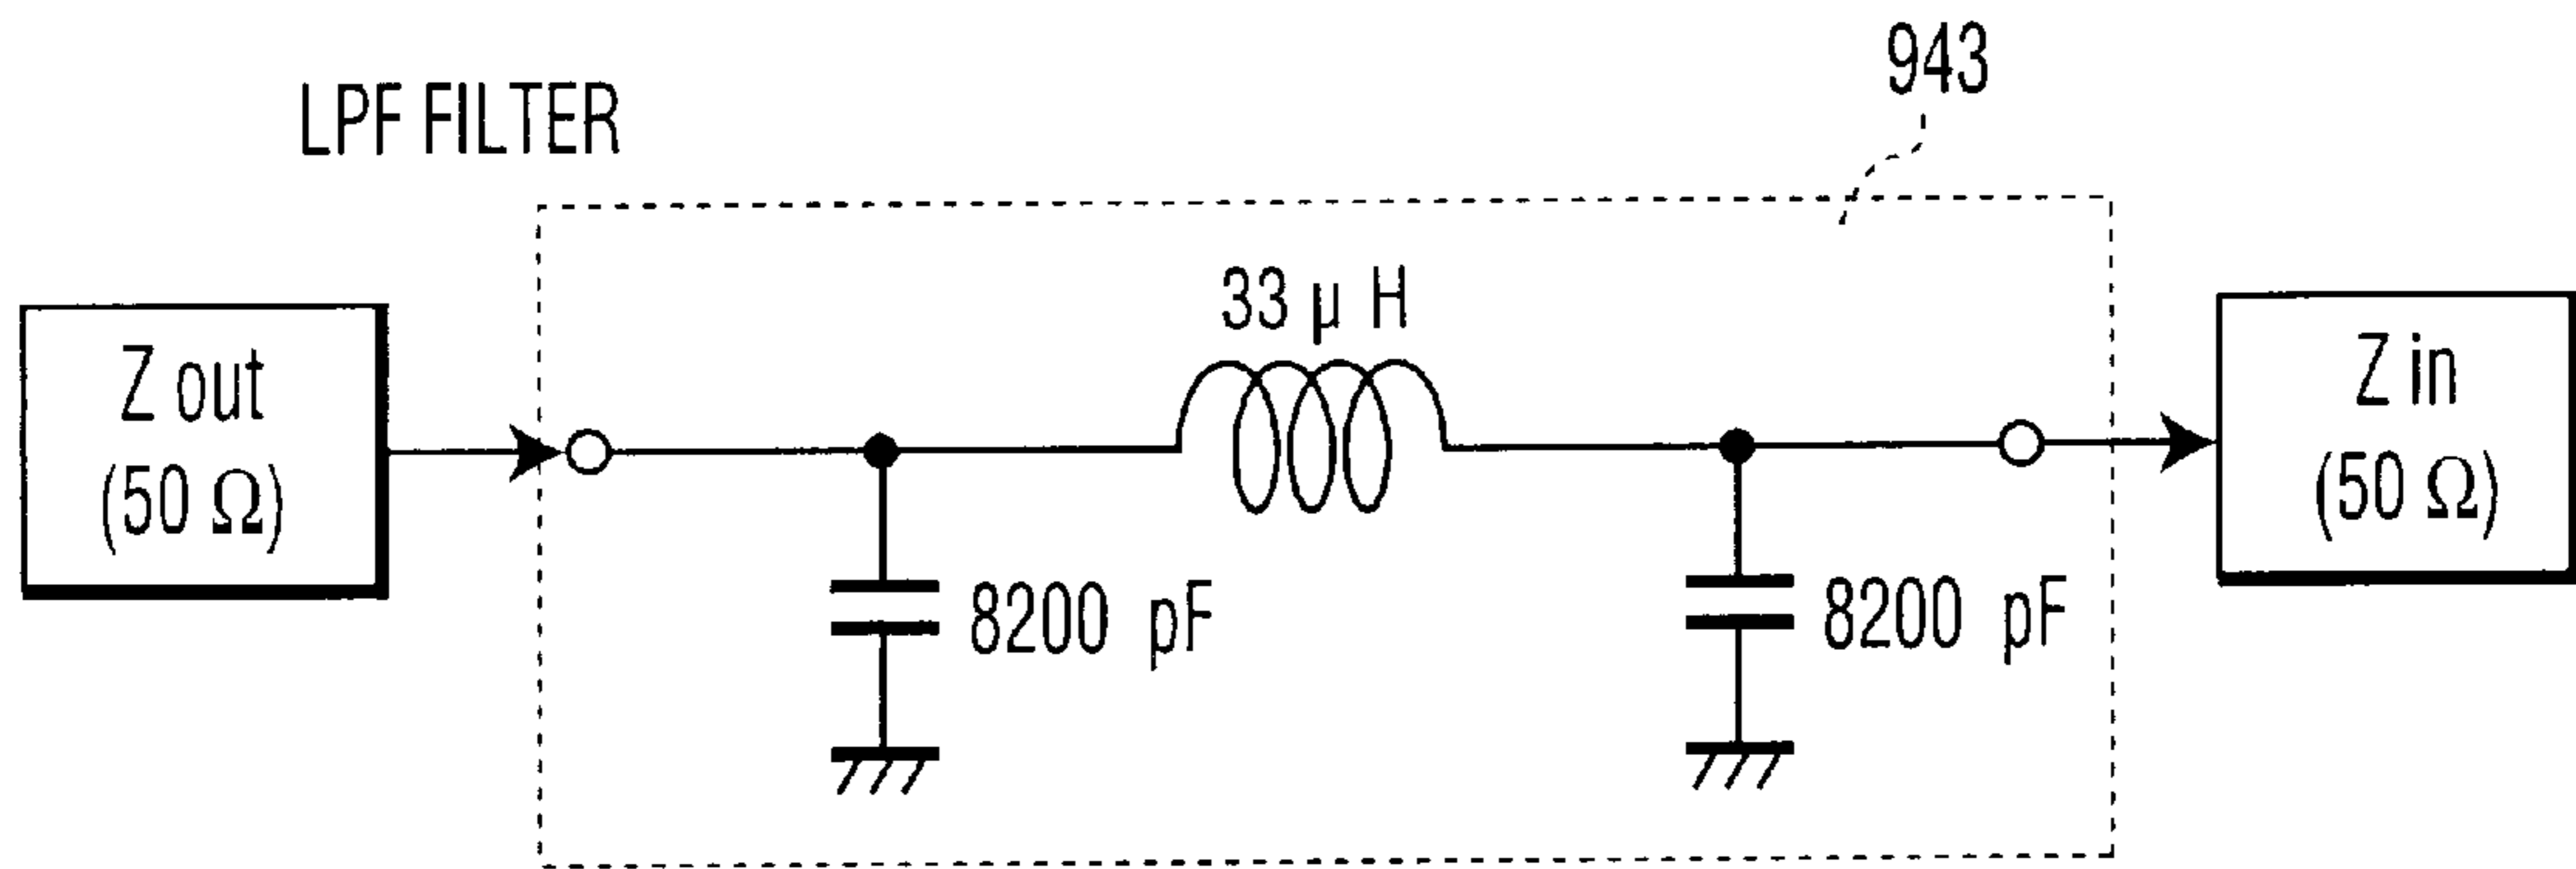 943
LPF FILTER
33 μ H
Z out
(50 Ω)
Z in
(50 Ω)
8200 pF
8200 pF